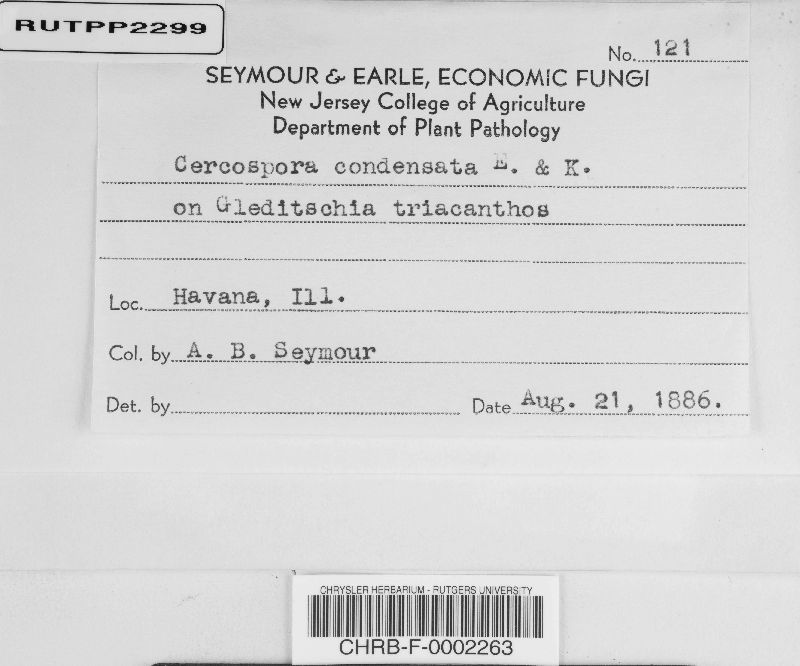 RUTPP2299
No. 121
SEYMOUR & EARLE, ECONOMIC FUNGI
New Jersey College of Agriculture
Department of Plant Pathology
Cercospora condensata E. & K.
on Gleditschia triacanthos
Loc. Havana, Ill.
Col. by A. B. Seymour
Det. by
Date Aug. 21, 1886.
CHRYSLER HERBARIUM - RUTGERS UNIVERSITY
CHRB-F-0002263